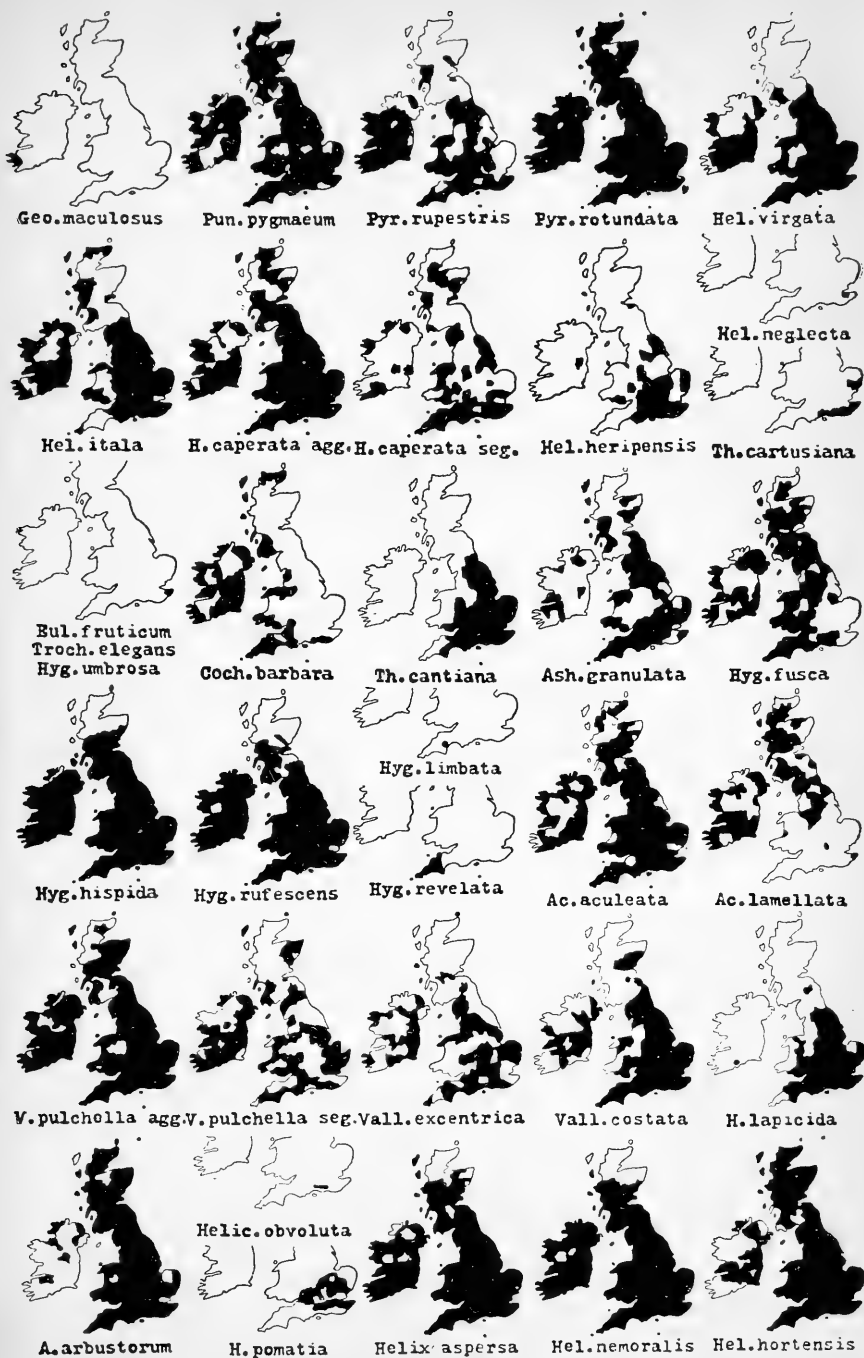 Geo.maculosus
Pun.pygmaeum
Pyr.rupestris
Pyr.rotundata
Hel.virgata
Hel.neglecta
Hel.itala
H.caperata agg.
H.caperata seg.
Hel.heripensis
Th.cartusiana
Eul.fruticum
Troch.elegans
Hyg.umbrosa
Coch.barbara
Th.cantiana
Ash.granulata
Hyg.fusca
Hyg.limbata
Hyg.hispida
Hyg.rufescens
Hyg.revelata
Ac.aculeata
Ac.lamellata
V.pulcholla agg.
V.pulchella seg.
Vall.excentrica
Vall.costata
H.lapicida
Helic.obvoluta
A.arbustorum
H.pomatia
Helix aspersa
Hel.nemoralis
Hel.hortensis